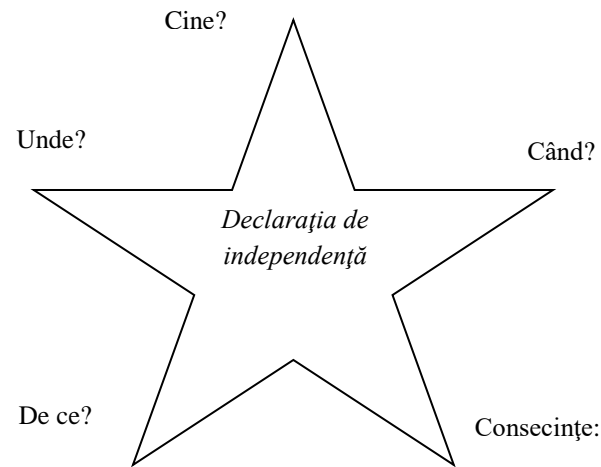 Cine?
Unde?
Când?
Declaraţia de
independenţă
De ce?
Consecinţe: